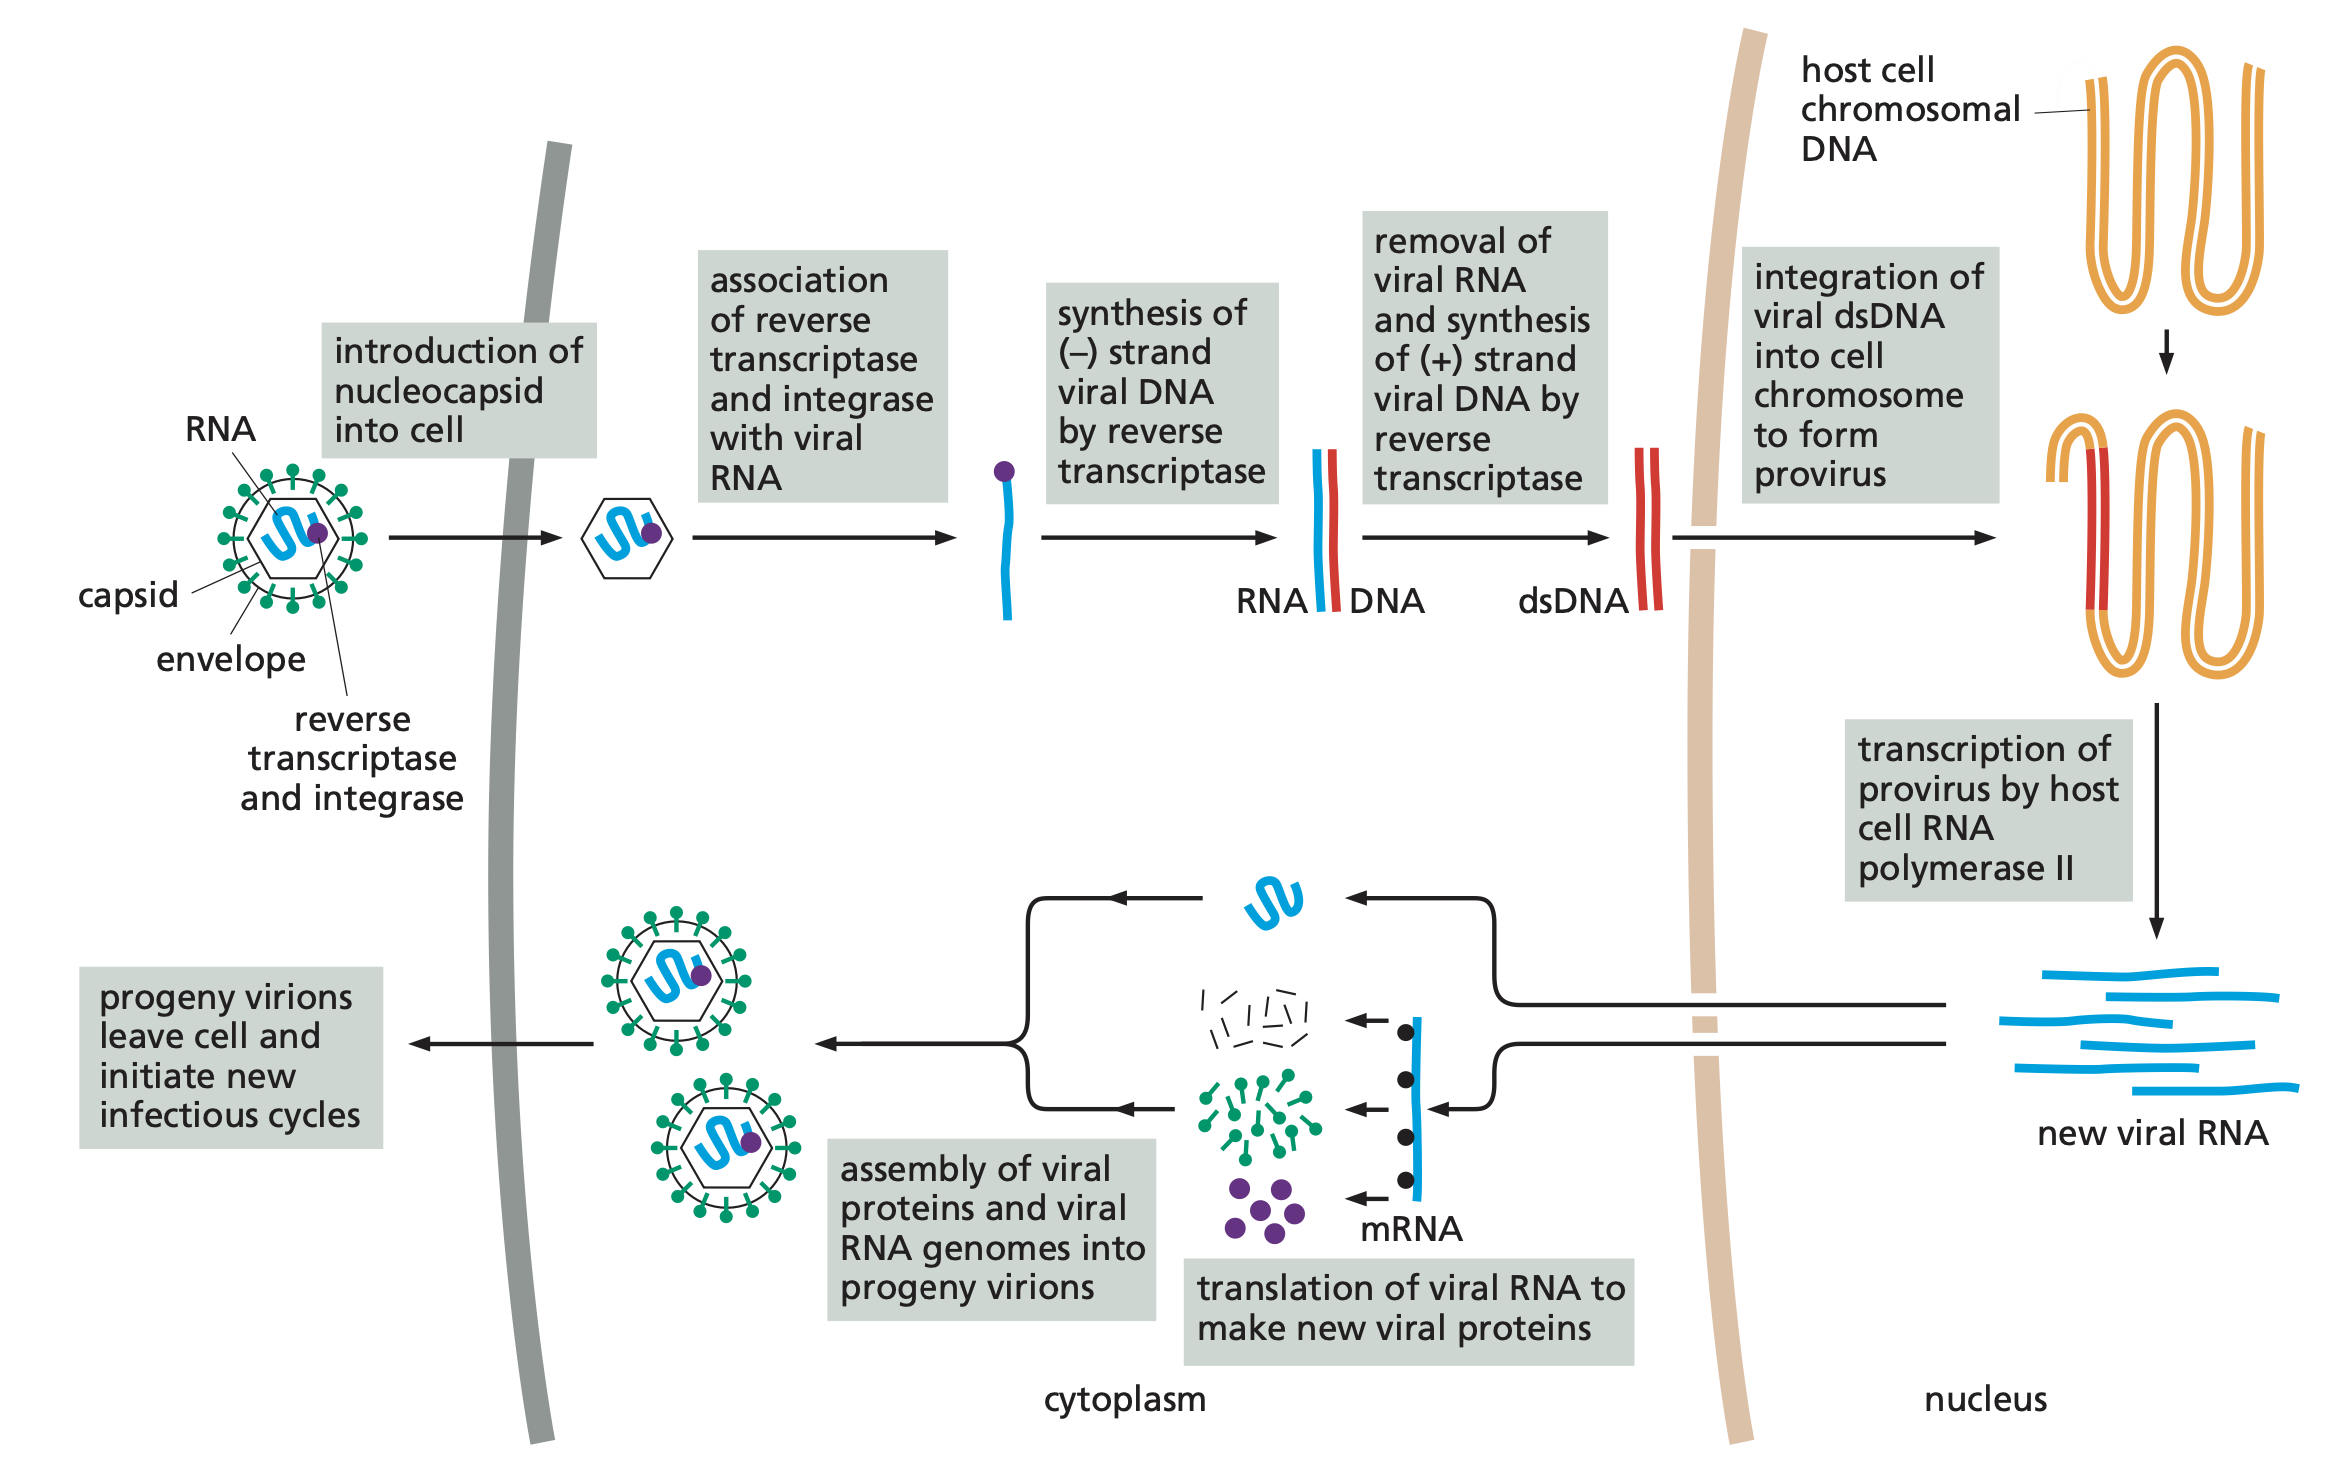 host cell
chromosomal
DNA
introduction of
nucleocapsid
into cell
association
of reverse
transcriptase
and integrase
with viral
RNA
synthesis of
(–) strand
viral DNA
by reverse
transcriptase
removal of
viral RNA
and synthesis
of (+) strand
viral DNA by
reverse
transcriptase
integration of
viral dsDNA
into cell
chromosome
to form
provirus
RNA
capsid
envelope
reverse
transcriptase
and integrase
RNA
DNA
dsDNA
transcription of
provirus by host
cell RNA
polymerase II
new viral RNA
mRNA
translation of viral RNA to
make new viral proteins
assembly of viral
proteins and viral
RNA genomes into
progeny virions
progeny virions
leave cell and
initiate new
infectious cycles
cytoplasm
nucleus